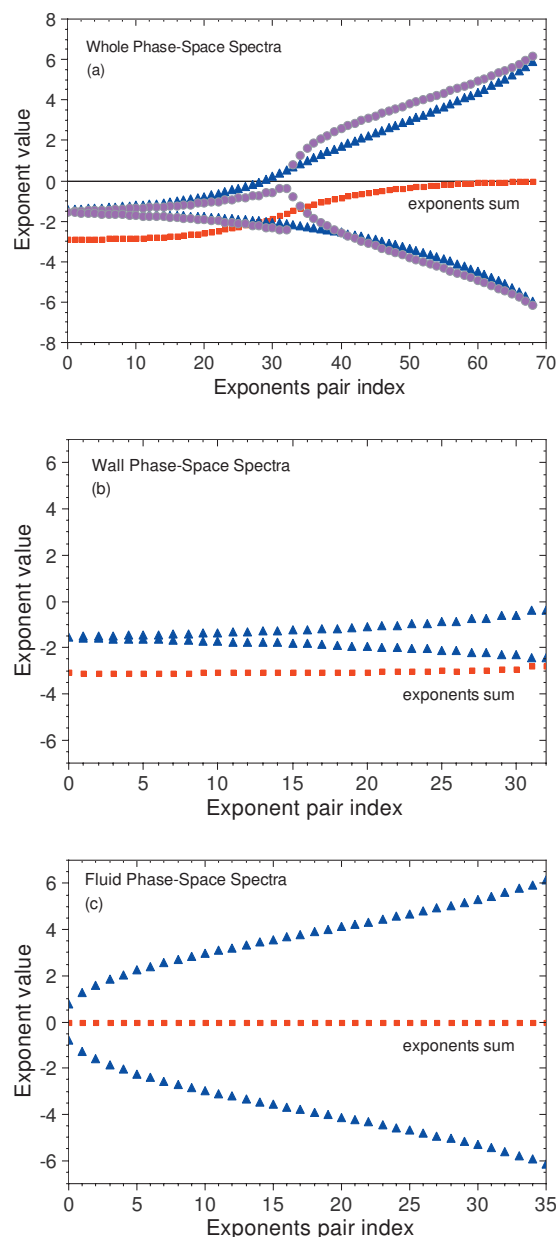 Whole Phase-Space Spectra
(a)
8
6
4
2
0
-2
-4
-6
-8
Exponent value
exponents sum
0 10 20 30 40 50 60 70
Exponents pair index
Wall Phase-Space Spectra
(b)
6
4
2
0
-2
-4
-6
Exponent value
exponents sum
0 5 10 15 20 25 30
Exponent pair index
Fluid Phase-Space Spectra
(c)
6
4
2
0
-2
-4
-6
Exponent value
exponents sum
0 5 10 15 20 25 30 35
Exponents pair index